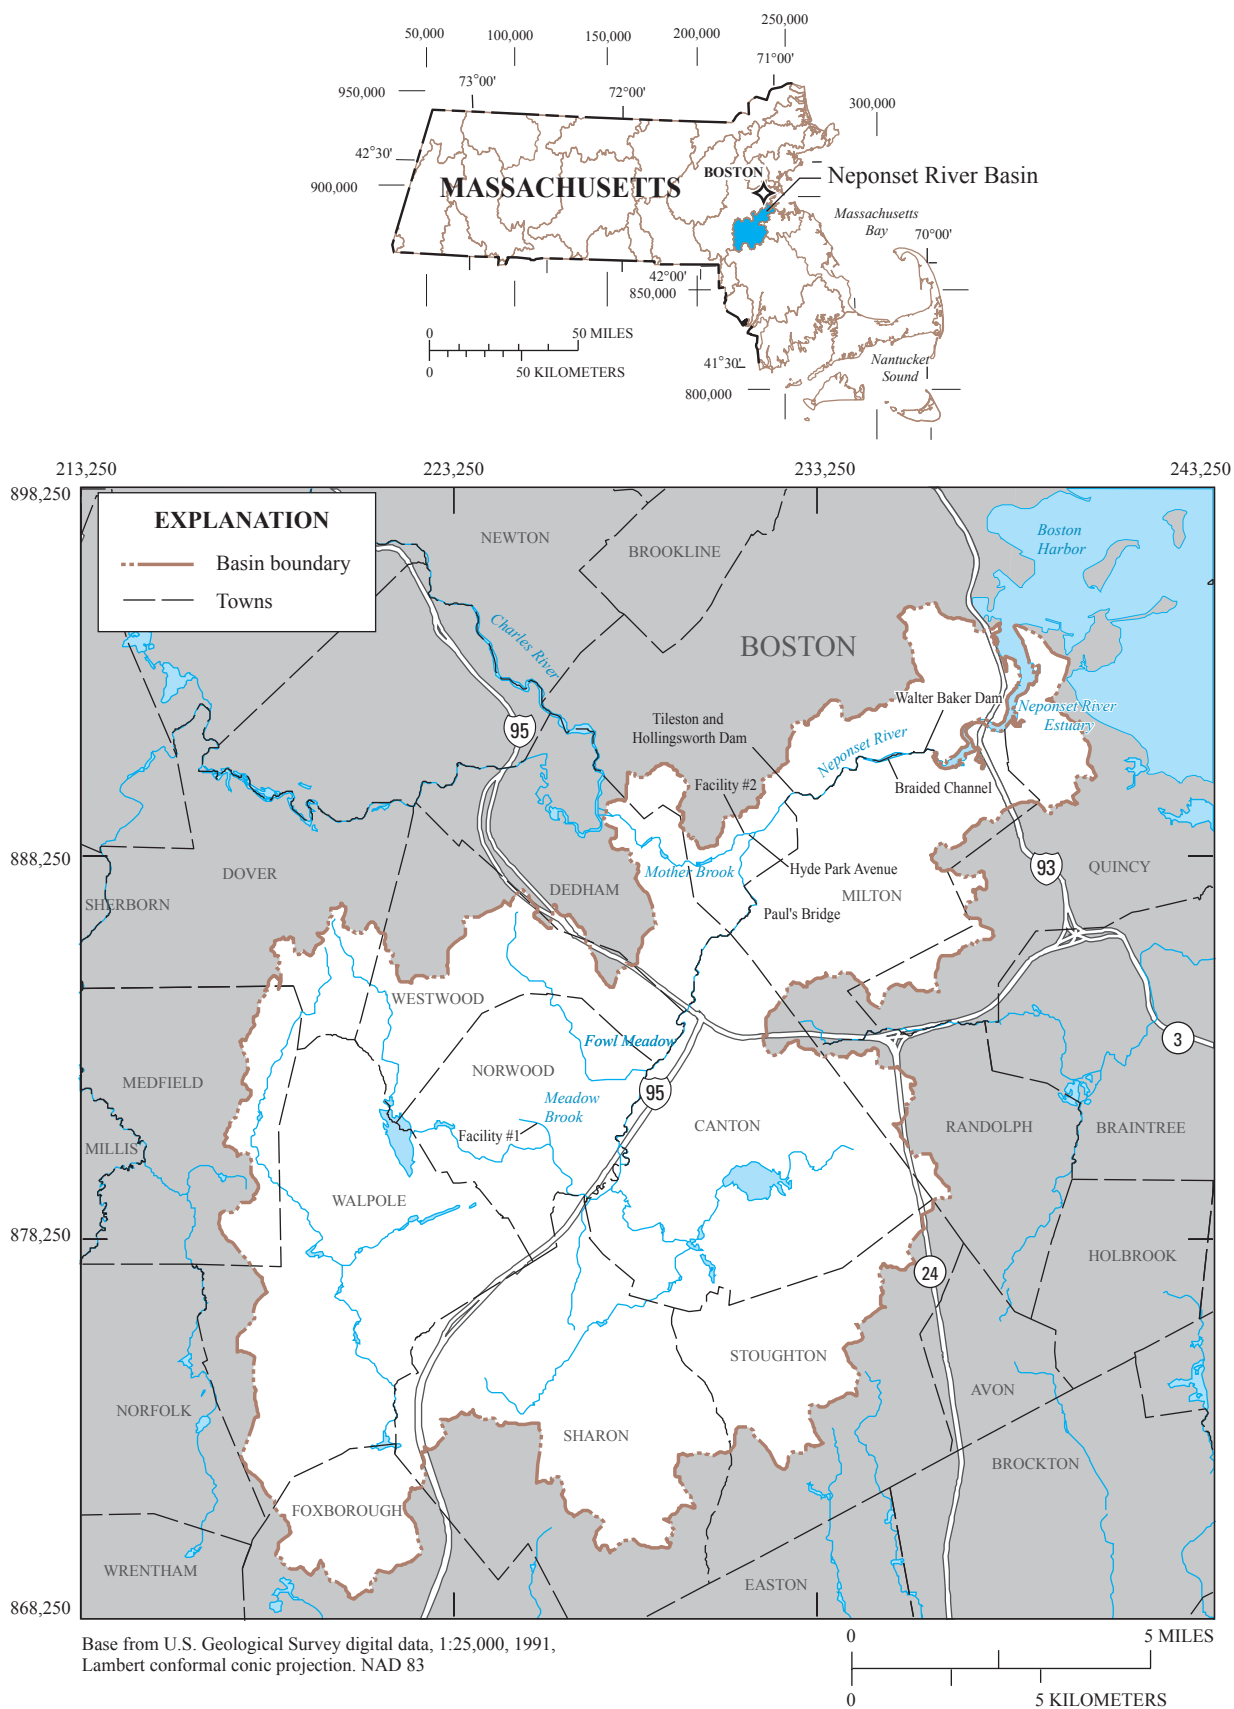 50,000
100,000
150,000
200,000
250,000
73°00'
72°00'
71°00'
950,000
300,000
42°30'
900,000
MASSACHUSETTS
BOSTON
Neponset River Basin
Massachusetts
Bay
70°00'
42°00'
850,000
0
50 MILES
0
50 KILOMETERS
41°30'
800,000
Nantucket
Sound
213,250
223,250
233,250
243,250
898,250
888,250
878,250
868,250
EXPLANATION
Basin boundary
Towns
NEWTON
BROOKLINE
Boston
Harbor
Charles River
BOSTON
95
Tileston and
Hollingsworth Dam
Walter Baker Dam
Neponset River
Estuary
Neponset River
Facility #2
Braided Channel
DOVER
SHERBORN
DEDHAM
Mother Brook
Hyde Park Avenue
MILTON
Paul's Bridge
93
QUINCY
WESTWOOD
Fowl Meadow
3
MEDFIELD
NORWOOD
95
Meadow
Brook
Facility #1
CANTON
RANDOLPH
BRAINTREE
MILLIS
WALPOLE
24
HOLBROOK
STOUGHTON
AVON
NORFOLK
SHARON
BROCKTON
FOXBOROUGH
WRENTHAM
EASTON
Base from U.S. Geological Survey digital data, 1:25,000, 1991,
Lambert conformal conic projection. NAD 83
0
5 MILES
0
5 KILOMETERS